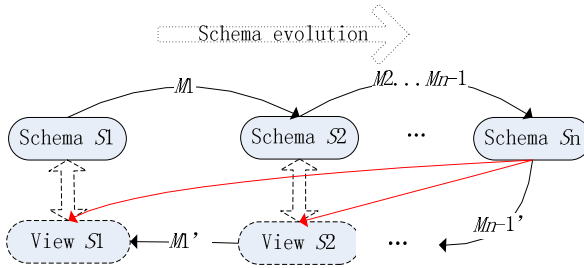 Schema evolution
M1
M2...Mn-1
Schema S1
Schema S2
...
Schema Sn
View S1
M1’
View S2
...
Mn-1’